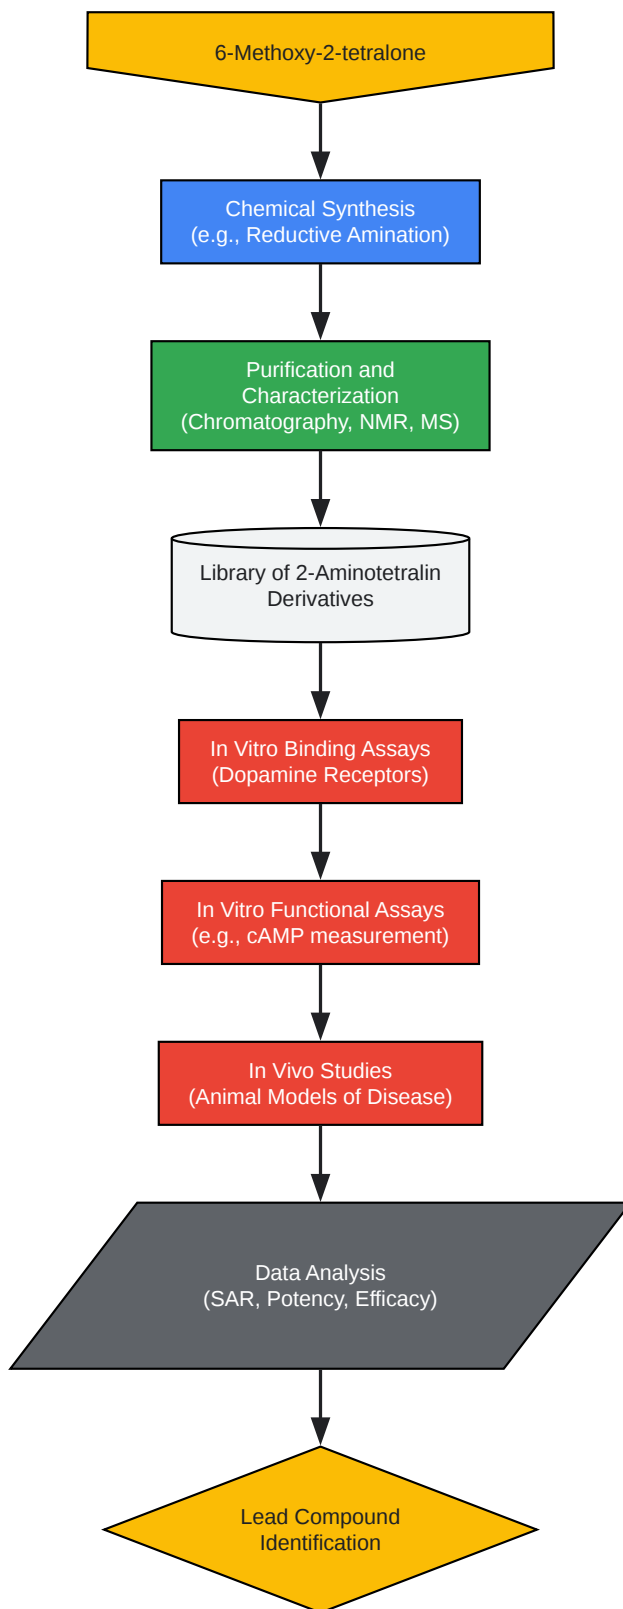 6-Methoxy-2-tetralone
Chemical Synthesis
(e.g., Reductive Amination)
Purification and
Characterization
(Chromatography, NMR, MS)
Library of 2-Aminotetralin
Derivatives
In Vitro Binding Assays
(Dopamine Receptors)
In Vitro Functional Assays
(e.g., cAMP measurement)
In Vivo Studies
(Animal Models of Disease)
Data Analysis
(SAR, Potency, Efficacy)
Lead Compound
Identification